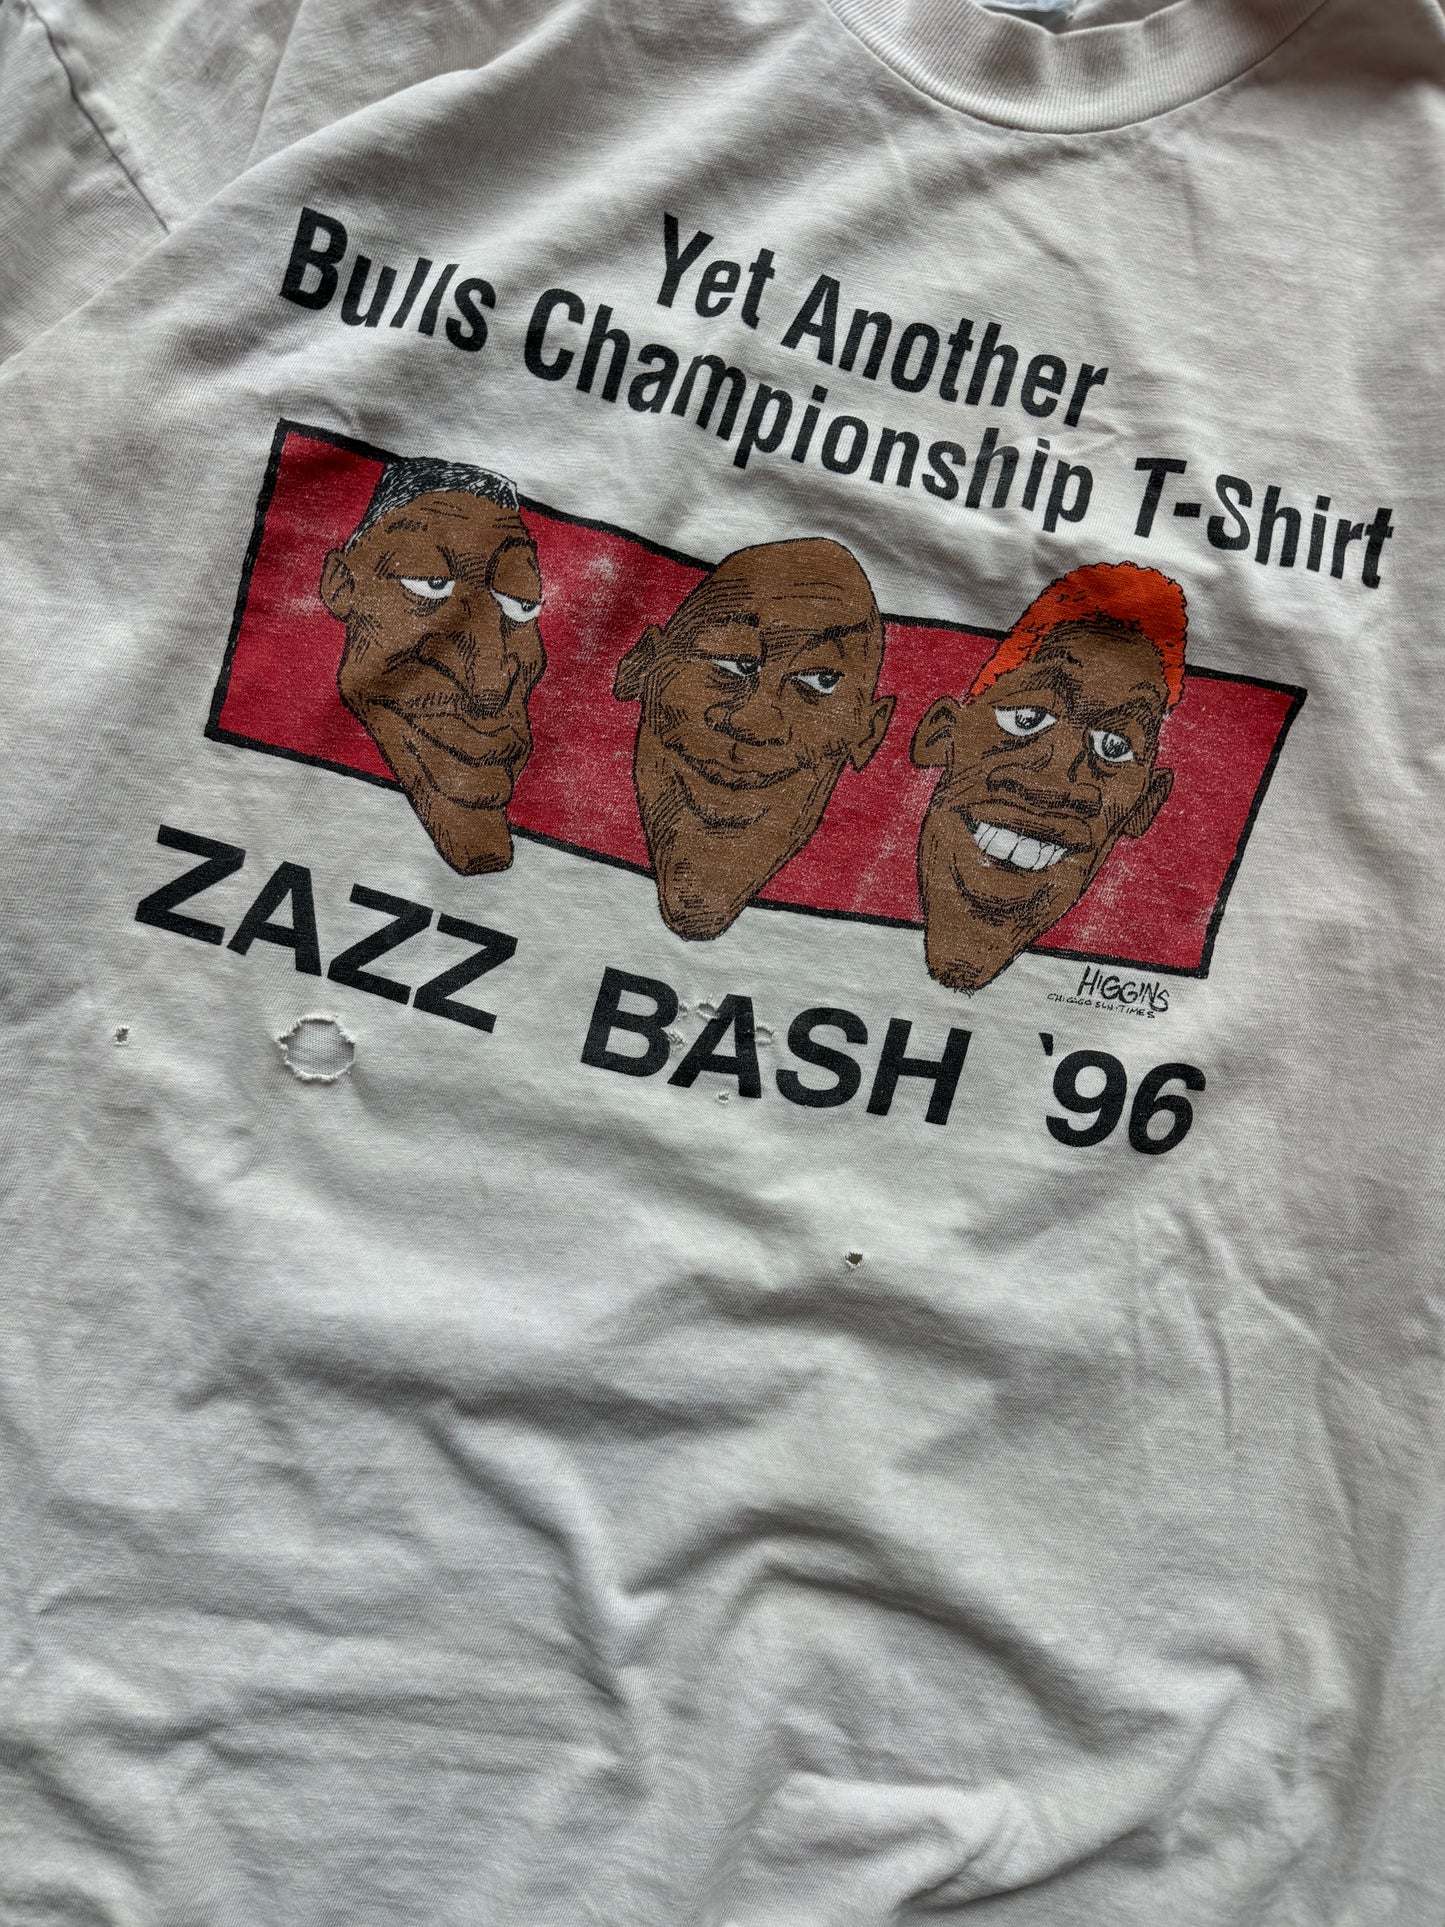 Yet Another
Bulls Championship T-Shirt
HIGGINS
CHICAGO SUN-TIMES
ZAZZ BASH '96